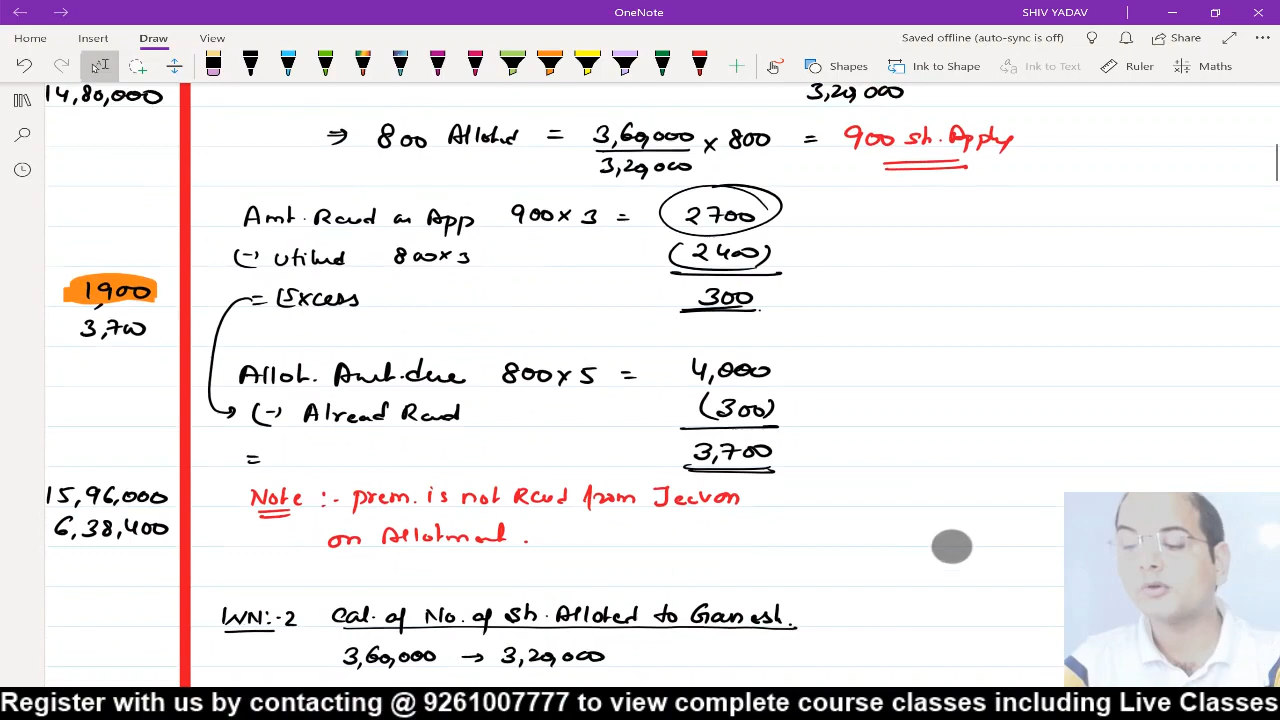 OneNote
SHIV YADAV
Home Insert Draw View
Saved offline (auto-sync is off)
Share
Shapes
Ink to Shape
Ink to Text
Ruler
Maths
14,80,000
3,20,000
⇒ 800 Alloted = 3,60,000 / 3,20,000 × 800 = 900 sh. Apply
Amt. Rcvd on App 900 × 3 = 2700
(-) Utilised 800 × 3 (2400)
1,900
= Excess 300
3,700
Allot. Amt. due 800 × 5 = 4,000
(-) Alread Rcvd (300)
= 3,700
15,96,000
Note :- prem. is not Rcvd from Jeevan
6,38,400
on Allotment.
WN:-2 Cal. of No. of Sh. Alloted to Ganesh.
3,60,000 → 3,20,000
Register with us by contacting @ 9261007777 to view complete course classes including Live Classes